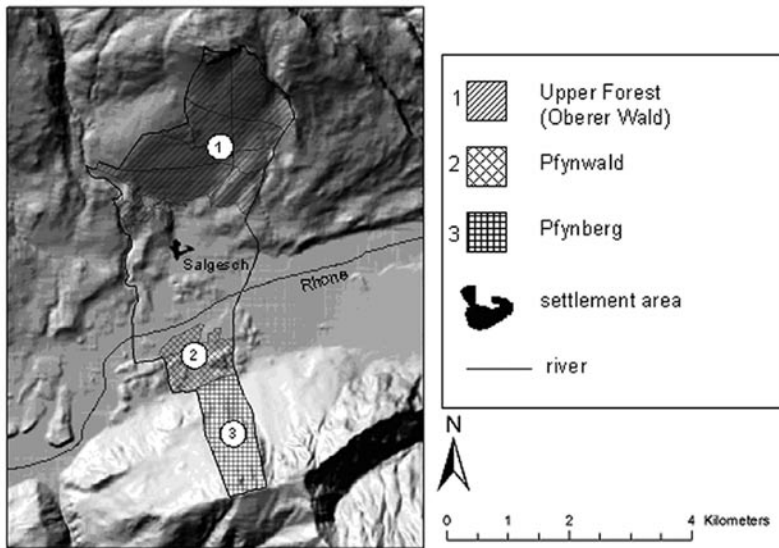 1
Salgesch
Rhone
2
3
1 Upper Forest
(Oberer Wald)
2 Pfynwald
3 Pfynberg
settlement area
river
N
0 1 2 4 Kilometers